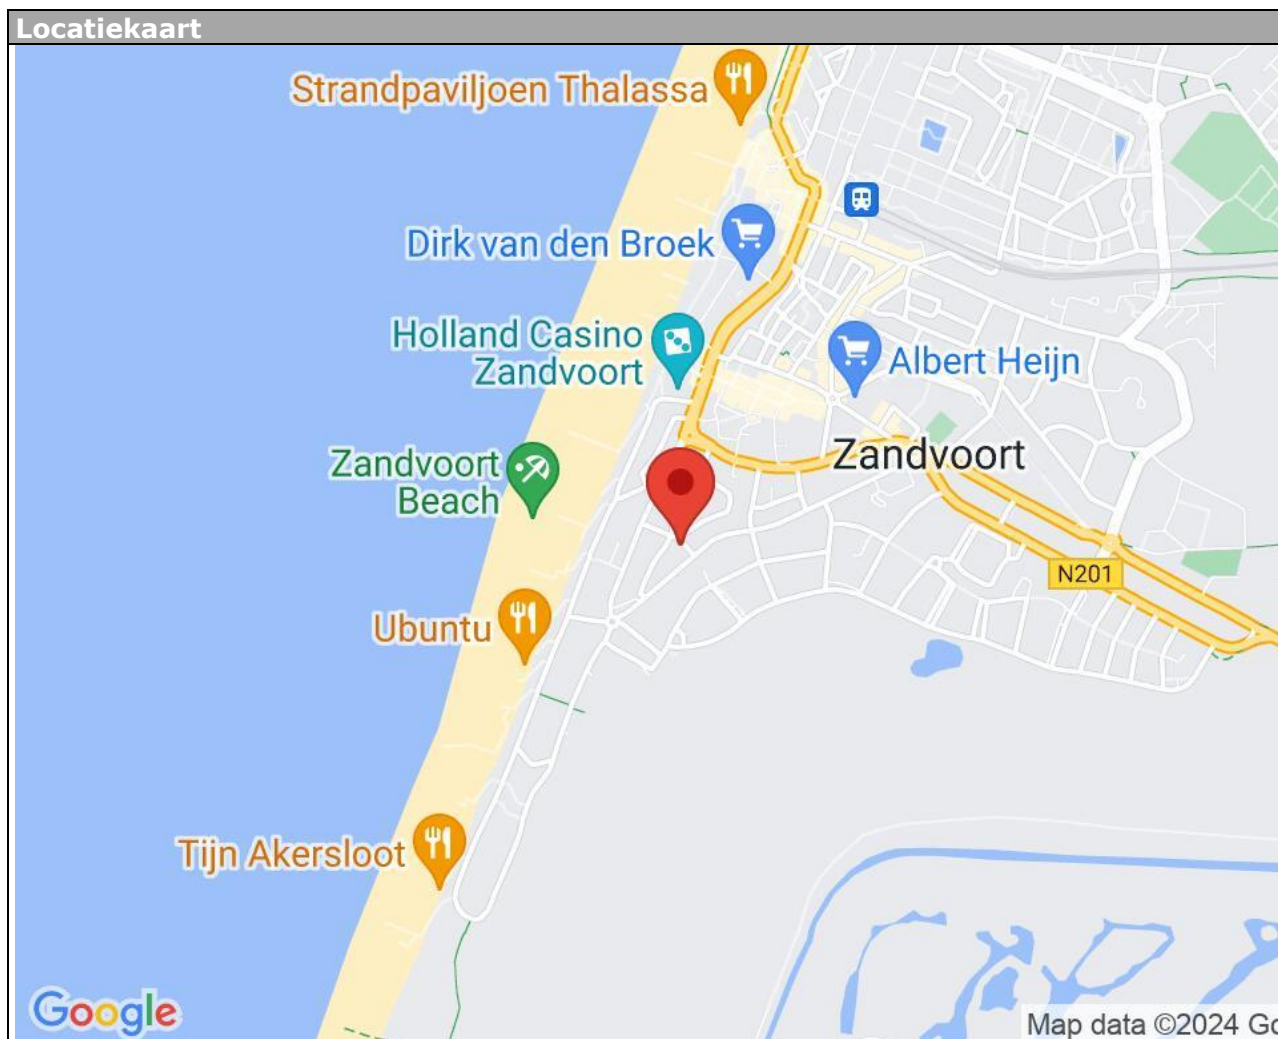 Locatiekaart
Strandpaviljoen Thalassa
Dirk van den Broek
Holland Casino
Zandvoort
Albert Heijn
Zandvoort
Zandvoort
Beach
N201
Ubuntu
Tijn Akersloot
Google
Map data ©2024 Go